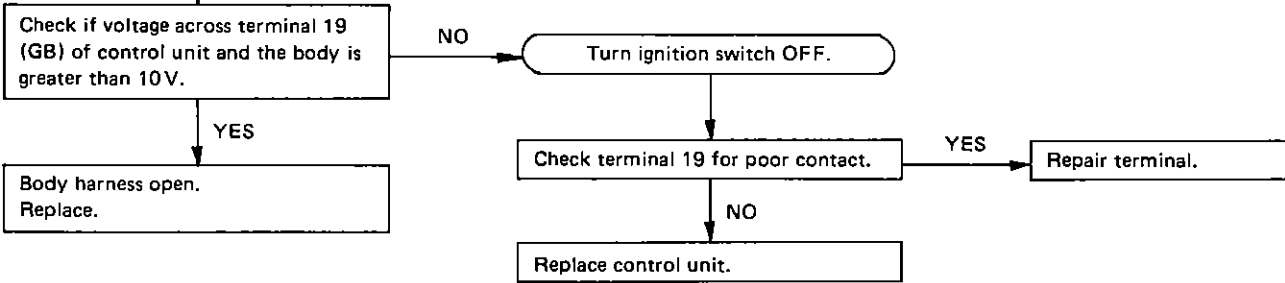 Check if voltage across terminal 19
(GB) of control unit and the body is
greater than 10V.
NO
Turn ignition switch OFF.
YES
Check terminal 19 for poor contact.
YES
Repair terminal.
Body harness open.
Replace.
NO
Replace control unit.